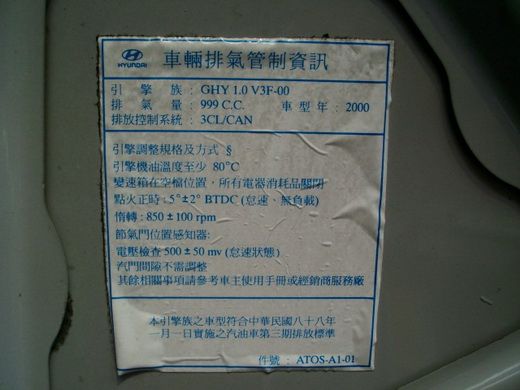 HYUNDAI
車輛排氣管制資訊
引擎族: GHY 1.0 V3F-00
排氣量: 999 C.C. 車型年: 2000
排放控制系統: 3CL/CAN
引擎調整規格及方式 §
引擎機油溫度至少 80°C
變速箱在空檔位置, 所有電器消耗品關閉
點火正時: 5°±2° BTDC (怠速、無負載)
惰轉: 850±100 rpm
節氣門位置感知器:
電壓檢查 500±50 mv (怠速狀態)
汽門間隙不需調整
其餘相關事項請參考車主使用手冊或經銷商服務廠
本引擎族之車型符合中華民國八十八年
一月一日實施之汽油車第三期排放標準
件號: ATOS-A1-01